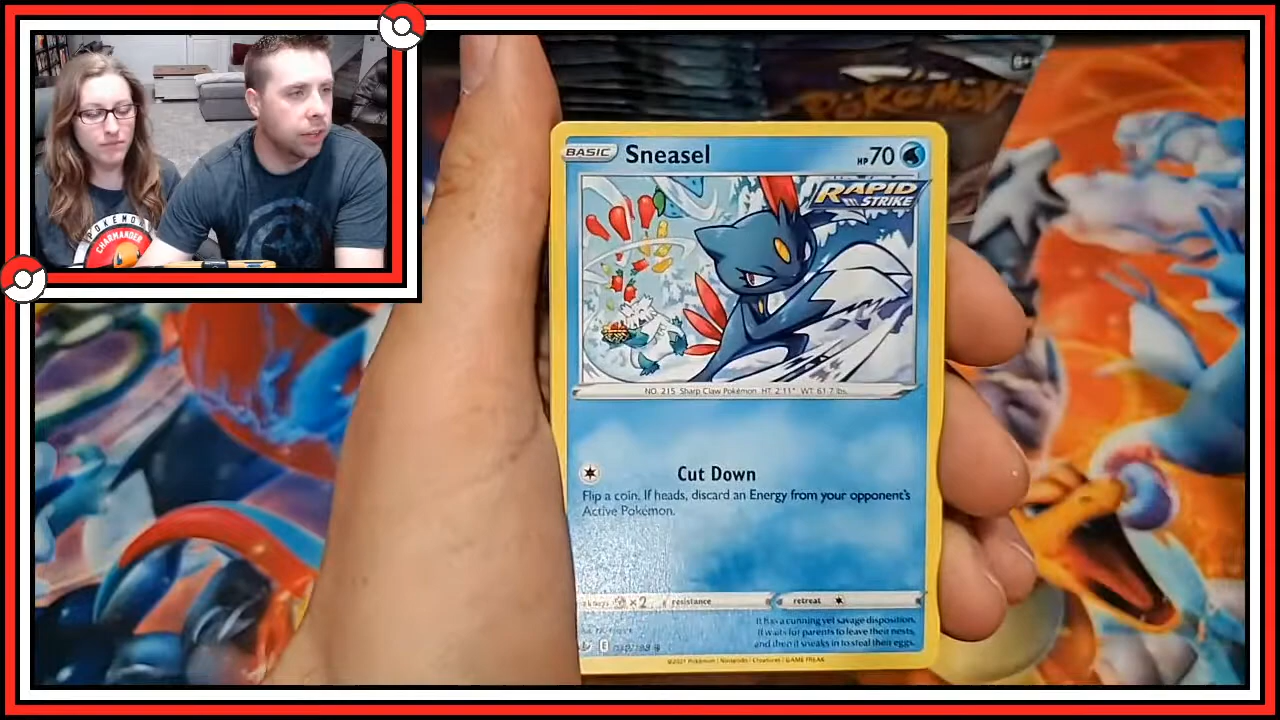 POKÉMON
CHARMANDER
POKÉMON
BASIC Sneasel HP 70
RAPID
STRIKE
NO. 215 Sharp Claw Pokémon HT: 2'11" WT: 61.7 lbs.
Cut Down
Flip a coin. If heads, discard an Energy from your opponent's
Active Pokémon.
×2 resistance retreat
It has a cunning yet savage disposition.
It waits for parents to leave their nests,
and then it sneaks in to steal their eggs.
©2021 Pokémon / Nintendo / Creatures / GAME FREAK